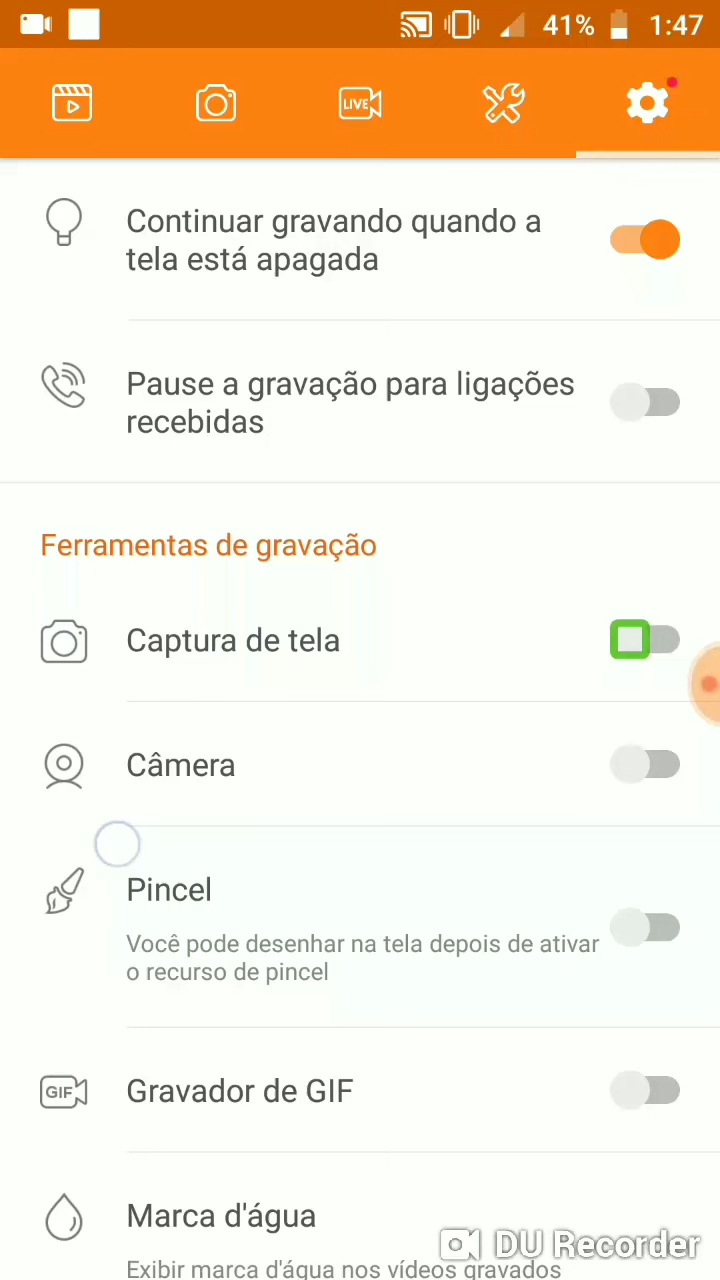 41% 1:47
LIVE
Continuar gravando quando a
tela está apagada
Pause a gravação para ligações
recebidas
Ferramentas de gravação
Captura de tela
Câmera
Pincel
Você pode desenhar na tela depois de ativar
o recurso de pincel
GIF Gravador de GIF
Marca d'água
DU Recorder
Exibir marca d'água nos vídeos gravados